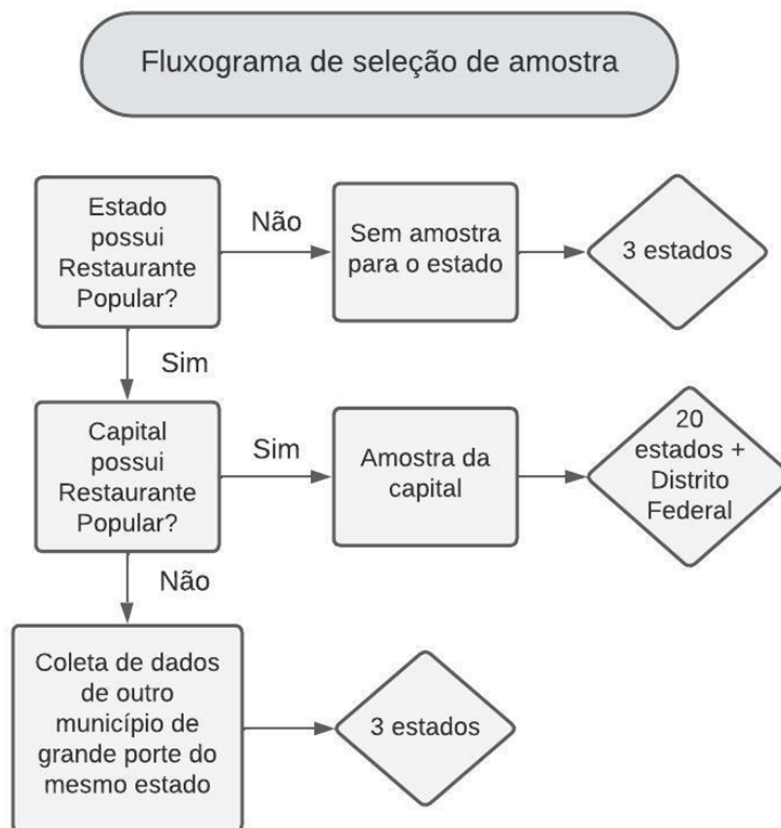 Fluxograma de seleção de amostra
Estado
possui
Restaurante
Popular?
Não
Sem amostra
para o estado
3 estados
Sim
Capital
possui
Restaurante
Popular?
Sim
Amostra da
capital
20
estados +
Distrito
Federal
Não
Coleta de dados
de outro
município de
grande porte do
mesmo estado
3 estados